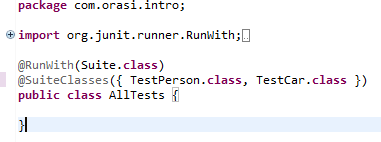 package com.orasi.intro;
import org.junit.runner.RunWith;
@RunWith(Suite.class)
@SuiteClasses({ TestPerson.class, TestCar.class })
public class AllTests {
}